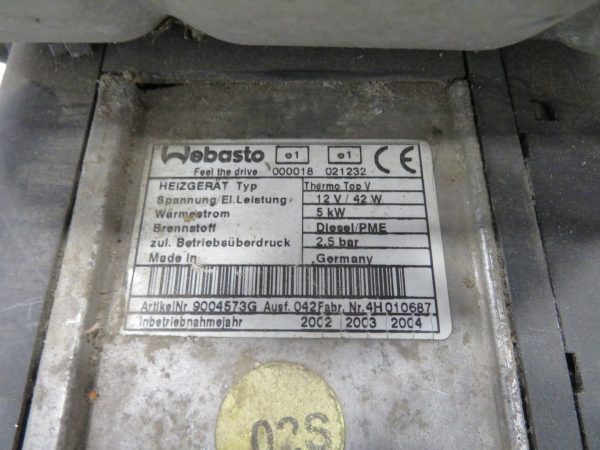 Webasto e1 e1 CE
Feel the drive 000018 021232
HEIZGERÄT Typ Thermo Top V
Spannung/El.Leistung 12 V / 42 W
Wärmestrom 5 kW
Brennstoff Diesel/PME
zul. Betriebsüberdruck 2,5 bar
Made in Germany
ArtikelNr 9004573G Ausf. 042 Fabr. Nr. 4H010687
Inbetriebnahmejahr 2002 2003 2004
02S